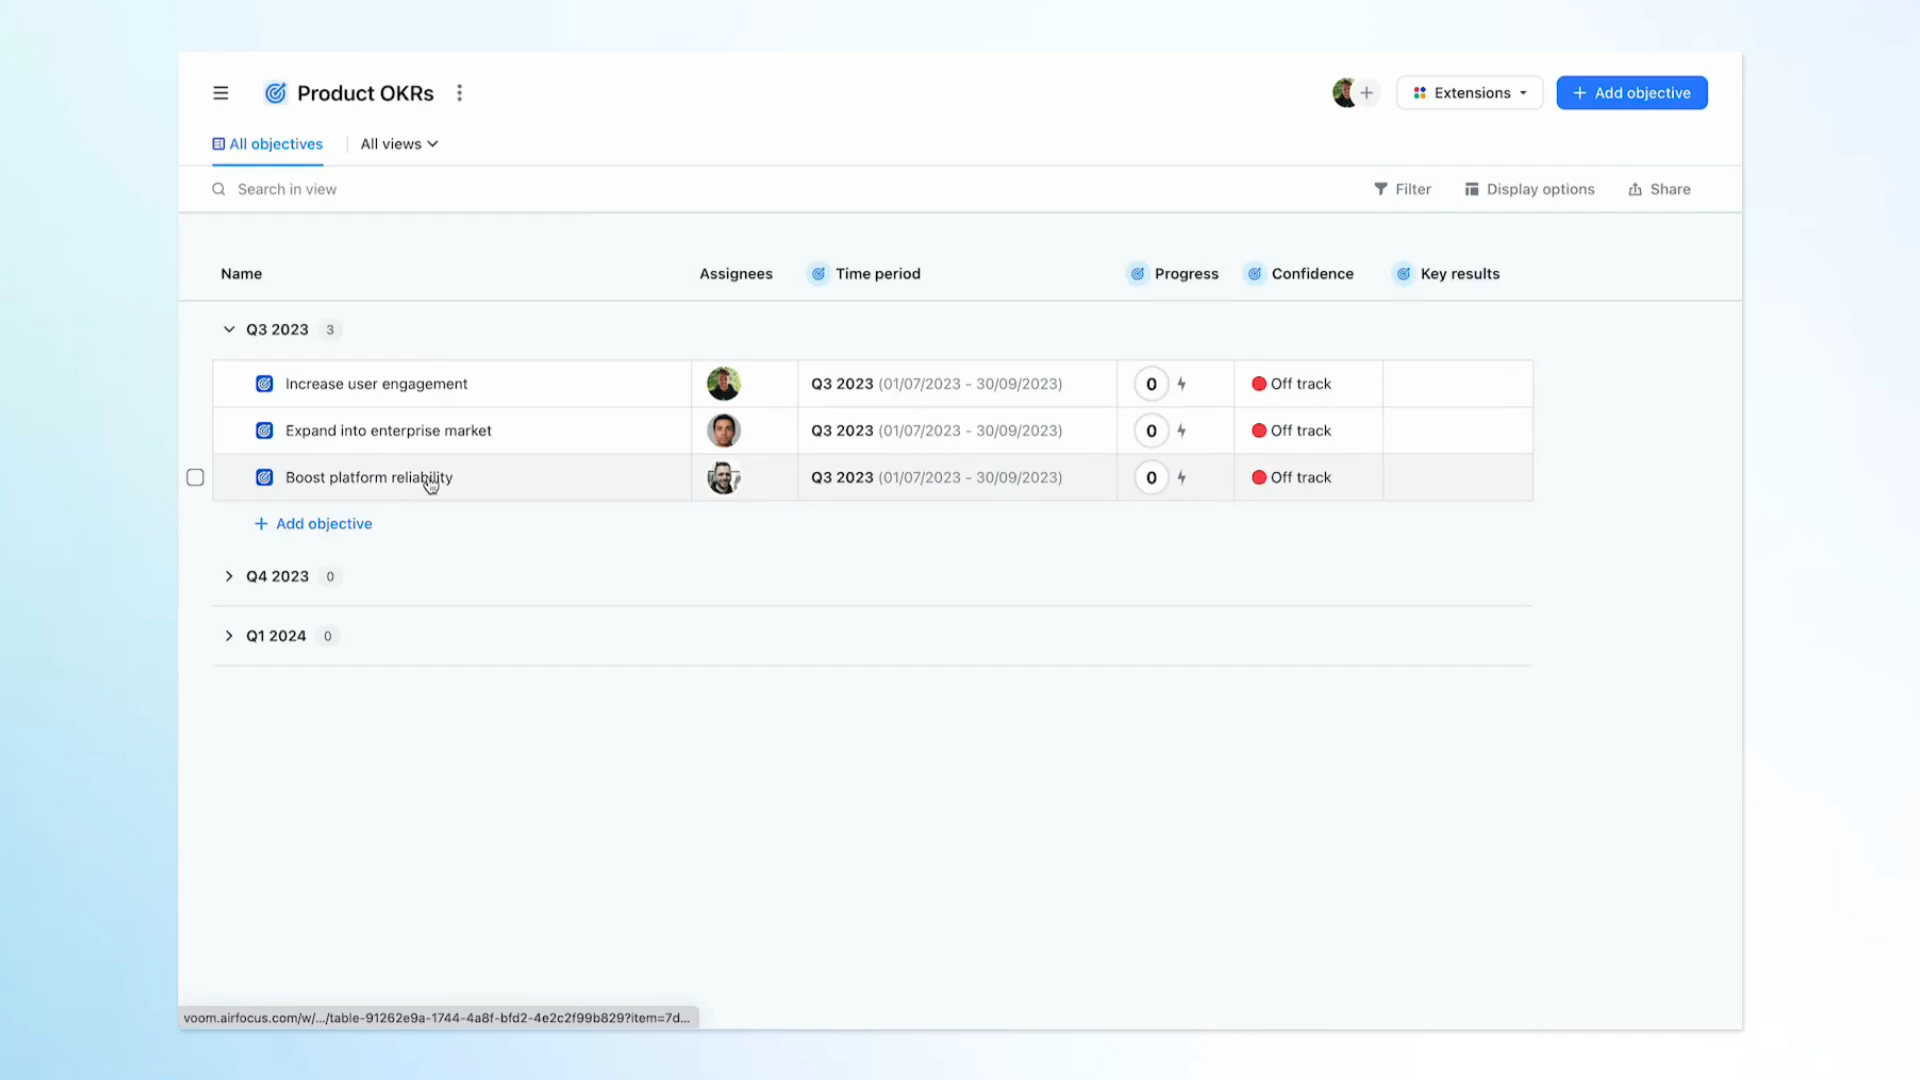 Product OKRs
Extensions
Add objective
All objectives
All views
Search in view
Filter
Display options
Share
Name
Assignees
Time period
Progress
Confidence
Key results
Q3 2023 3
Increase user engagement
Q3 2023 (01/07/2023 - 30/09/2023)
0
Off track
Expand into enterprise market
Q3 2023 (01/07/2023 - 30/09/2023)
0
Off track
Boost platform reliability
Q3 2023 (01/07/2023 - 30/09/2023)
0
Off track
+ Add objective
Q4 2023 0
Q1 2024 0
voom.airfocus.com/w/.../table-91262e9a-1744-4a8f-bfd2-4e2c2f99b829?item=7d...